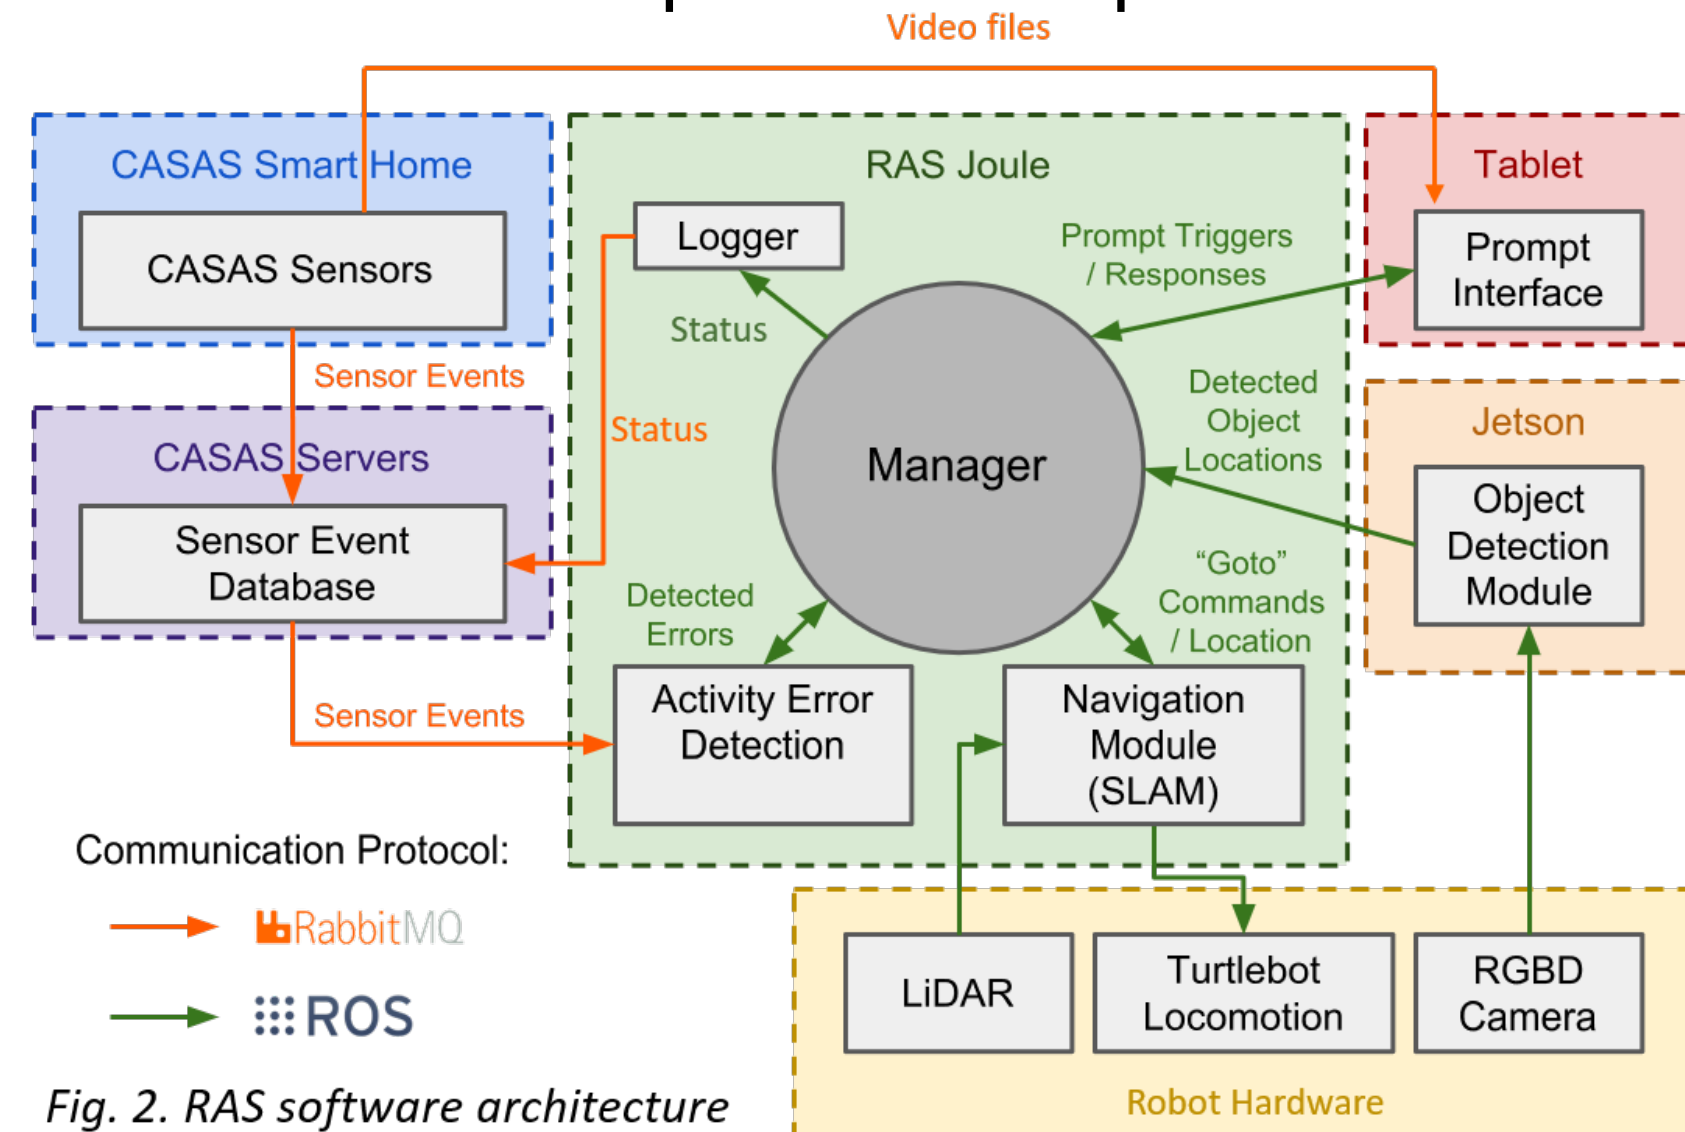 Video files
CASAS Smart Home
CASAS Sensors
Sensor Events
CASAS Servers
Sensor Event
Database
Sensor Events
RAS Joule
Logger
Status
Status
Prompt Triggers
/ Responses
Manager
Detected
Object
Locations
“Goto”
Commands
/ Location
Detected
Errors
Activity Error
Detection
Navigation
Module
(SLAM)
Tablet
Prompt
Interface
Jetson
Object
Detection
Module
LiDAR
Turtlebot
Locomotion
RGBD
Camera
Robot Hardware
Communication Protocol:
RabbitMQ
ROS
Fig. 2. RAS software architecture